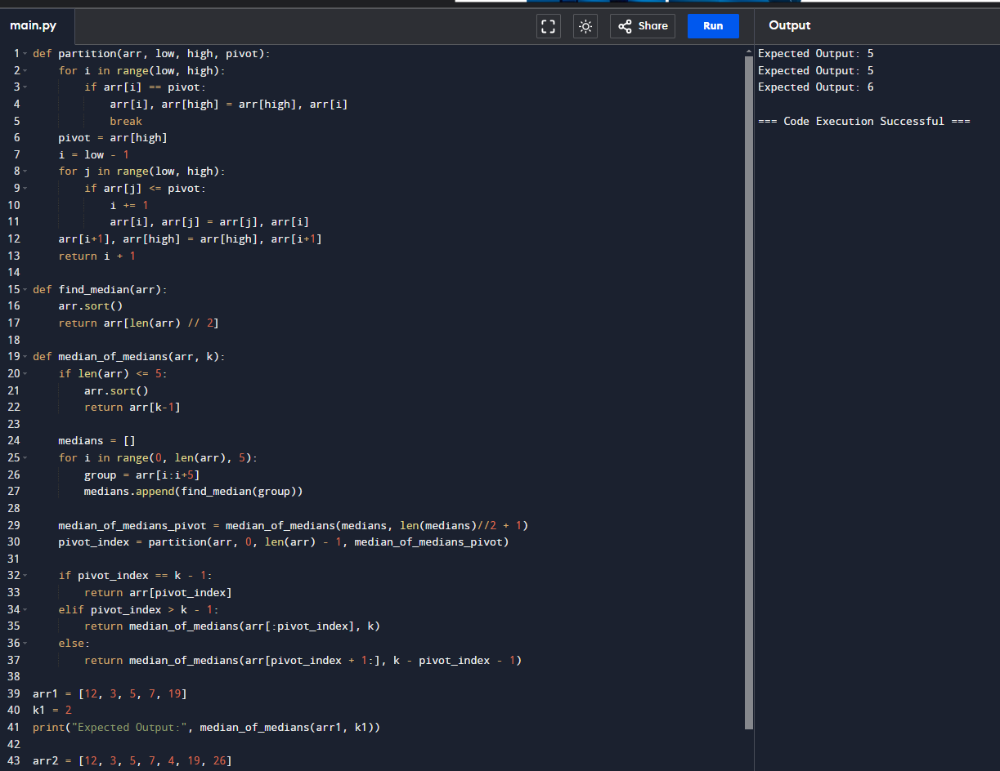 main.py
Share
Run
Output
1 def partition(arr, low, high, pivot):
2     for i in range(low, high):
3         if arr[i] == pivot:
4             arr[i], arr[high] = arr[high], arr[i]
5             break
6     pivot = arr[high]
7     i = low - 1
8     for j in range(low, high):
9         if arr[j] <= pivot:
10             i += 1
11             arr[i], arr[j] = arr[j], arr[i]
12     arr[i+1], arr[high] = arr[high], arr[i+1]
13     return i + 1
14
15 def find_median(arr):
16     arr.sort()
17     return arr[len(arr) // 2]
18
19 def median_of_medians(arr, k):
20     if len(arr) <= 5:
21         arr.sort()
22         return arr[k-1]
23
24     medians = []
25     for i in range(0, len(arr), 5):
26         group = arr[i:i+5]
27         medians.append(find_median(group))
28
29     median_of_medians_pivot = median_of_medians(medians, len(medians)//2 + 1)
30     pivot_index = partition(arr, 0, len(arr) - 1, median_of_medians_pivot)
31
32     if pivot_index == k - 1:
33         return arr[pivot_index]
34     elif pivot_index > k - 1:
35         return median_of_medians(arr[:pivot_index], k)
36     else:
37         return median_of_medians(arr[pivot_index + 1:], k - pivot_index - 1)
38
39 arr1 = [12, 3, 5, 7, 19]
40 k1 = 2
41 print("Expected Output:", median_of_medians(arr1, k1))
42
43 arr2 = [12, 3, 5, 7, 4, 19, 26]
Expected Output: 5
Expected Output: 5
Expected Output: 6
=== Code Execution Successful ===